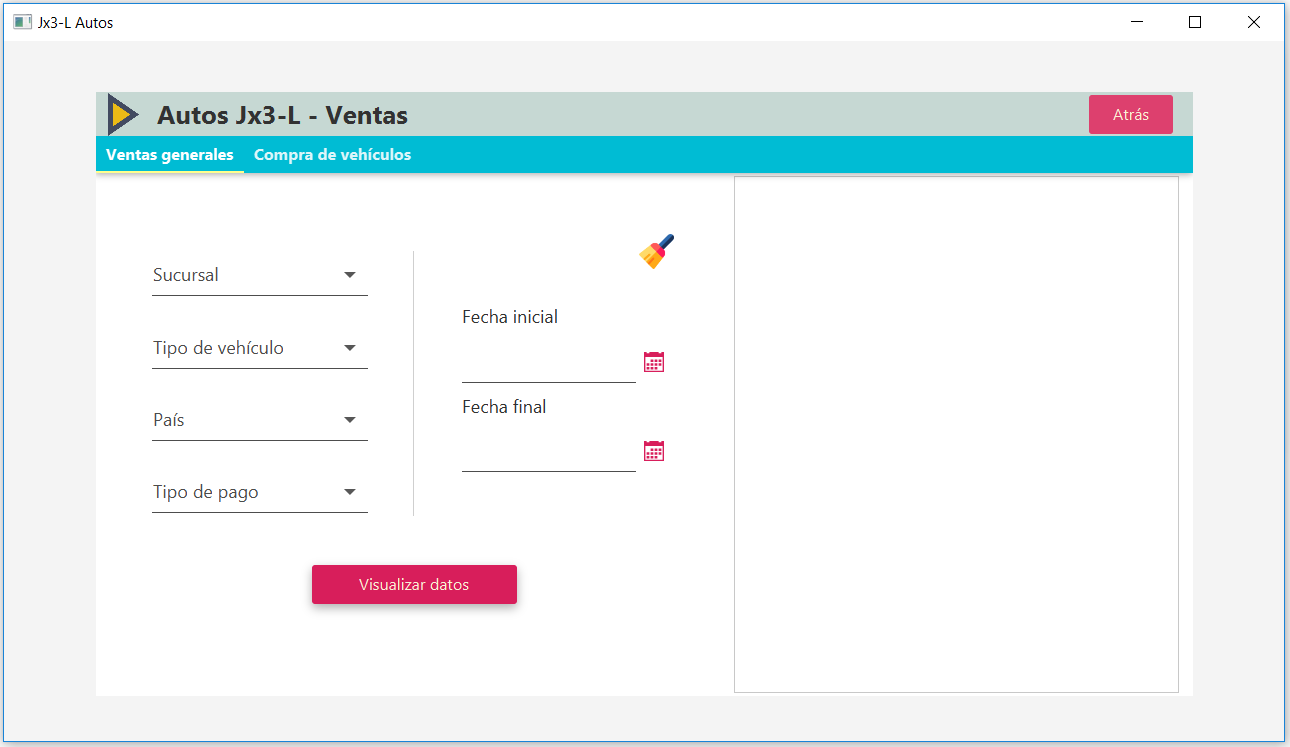 Jx3-L Autos
Autos Jx3-L - Ventas
Atrás
Ventas generales
Compra de vehículos
Sucursal
Tipo de vehículo
País
Tipo de pago
Fecha inicial
Fecha final
Visualizar datos